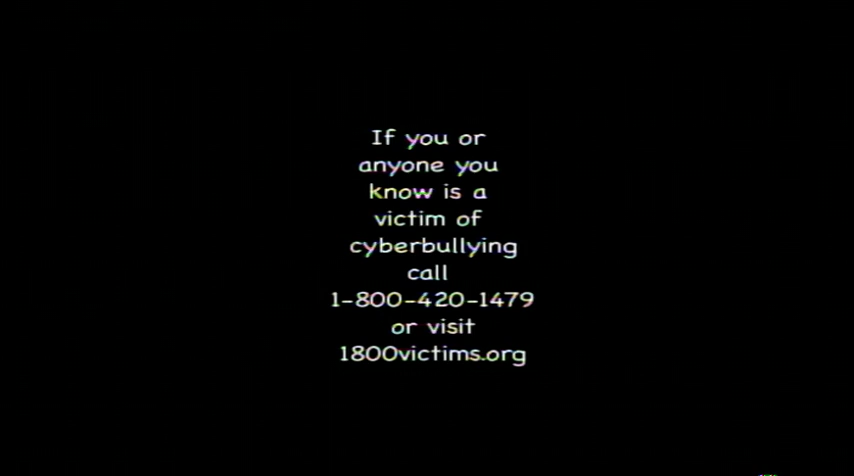 If you or
anyone you
know is a
victim of
cyberbullying
call
1-800-420-1479
or visit
1800victims.org